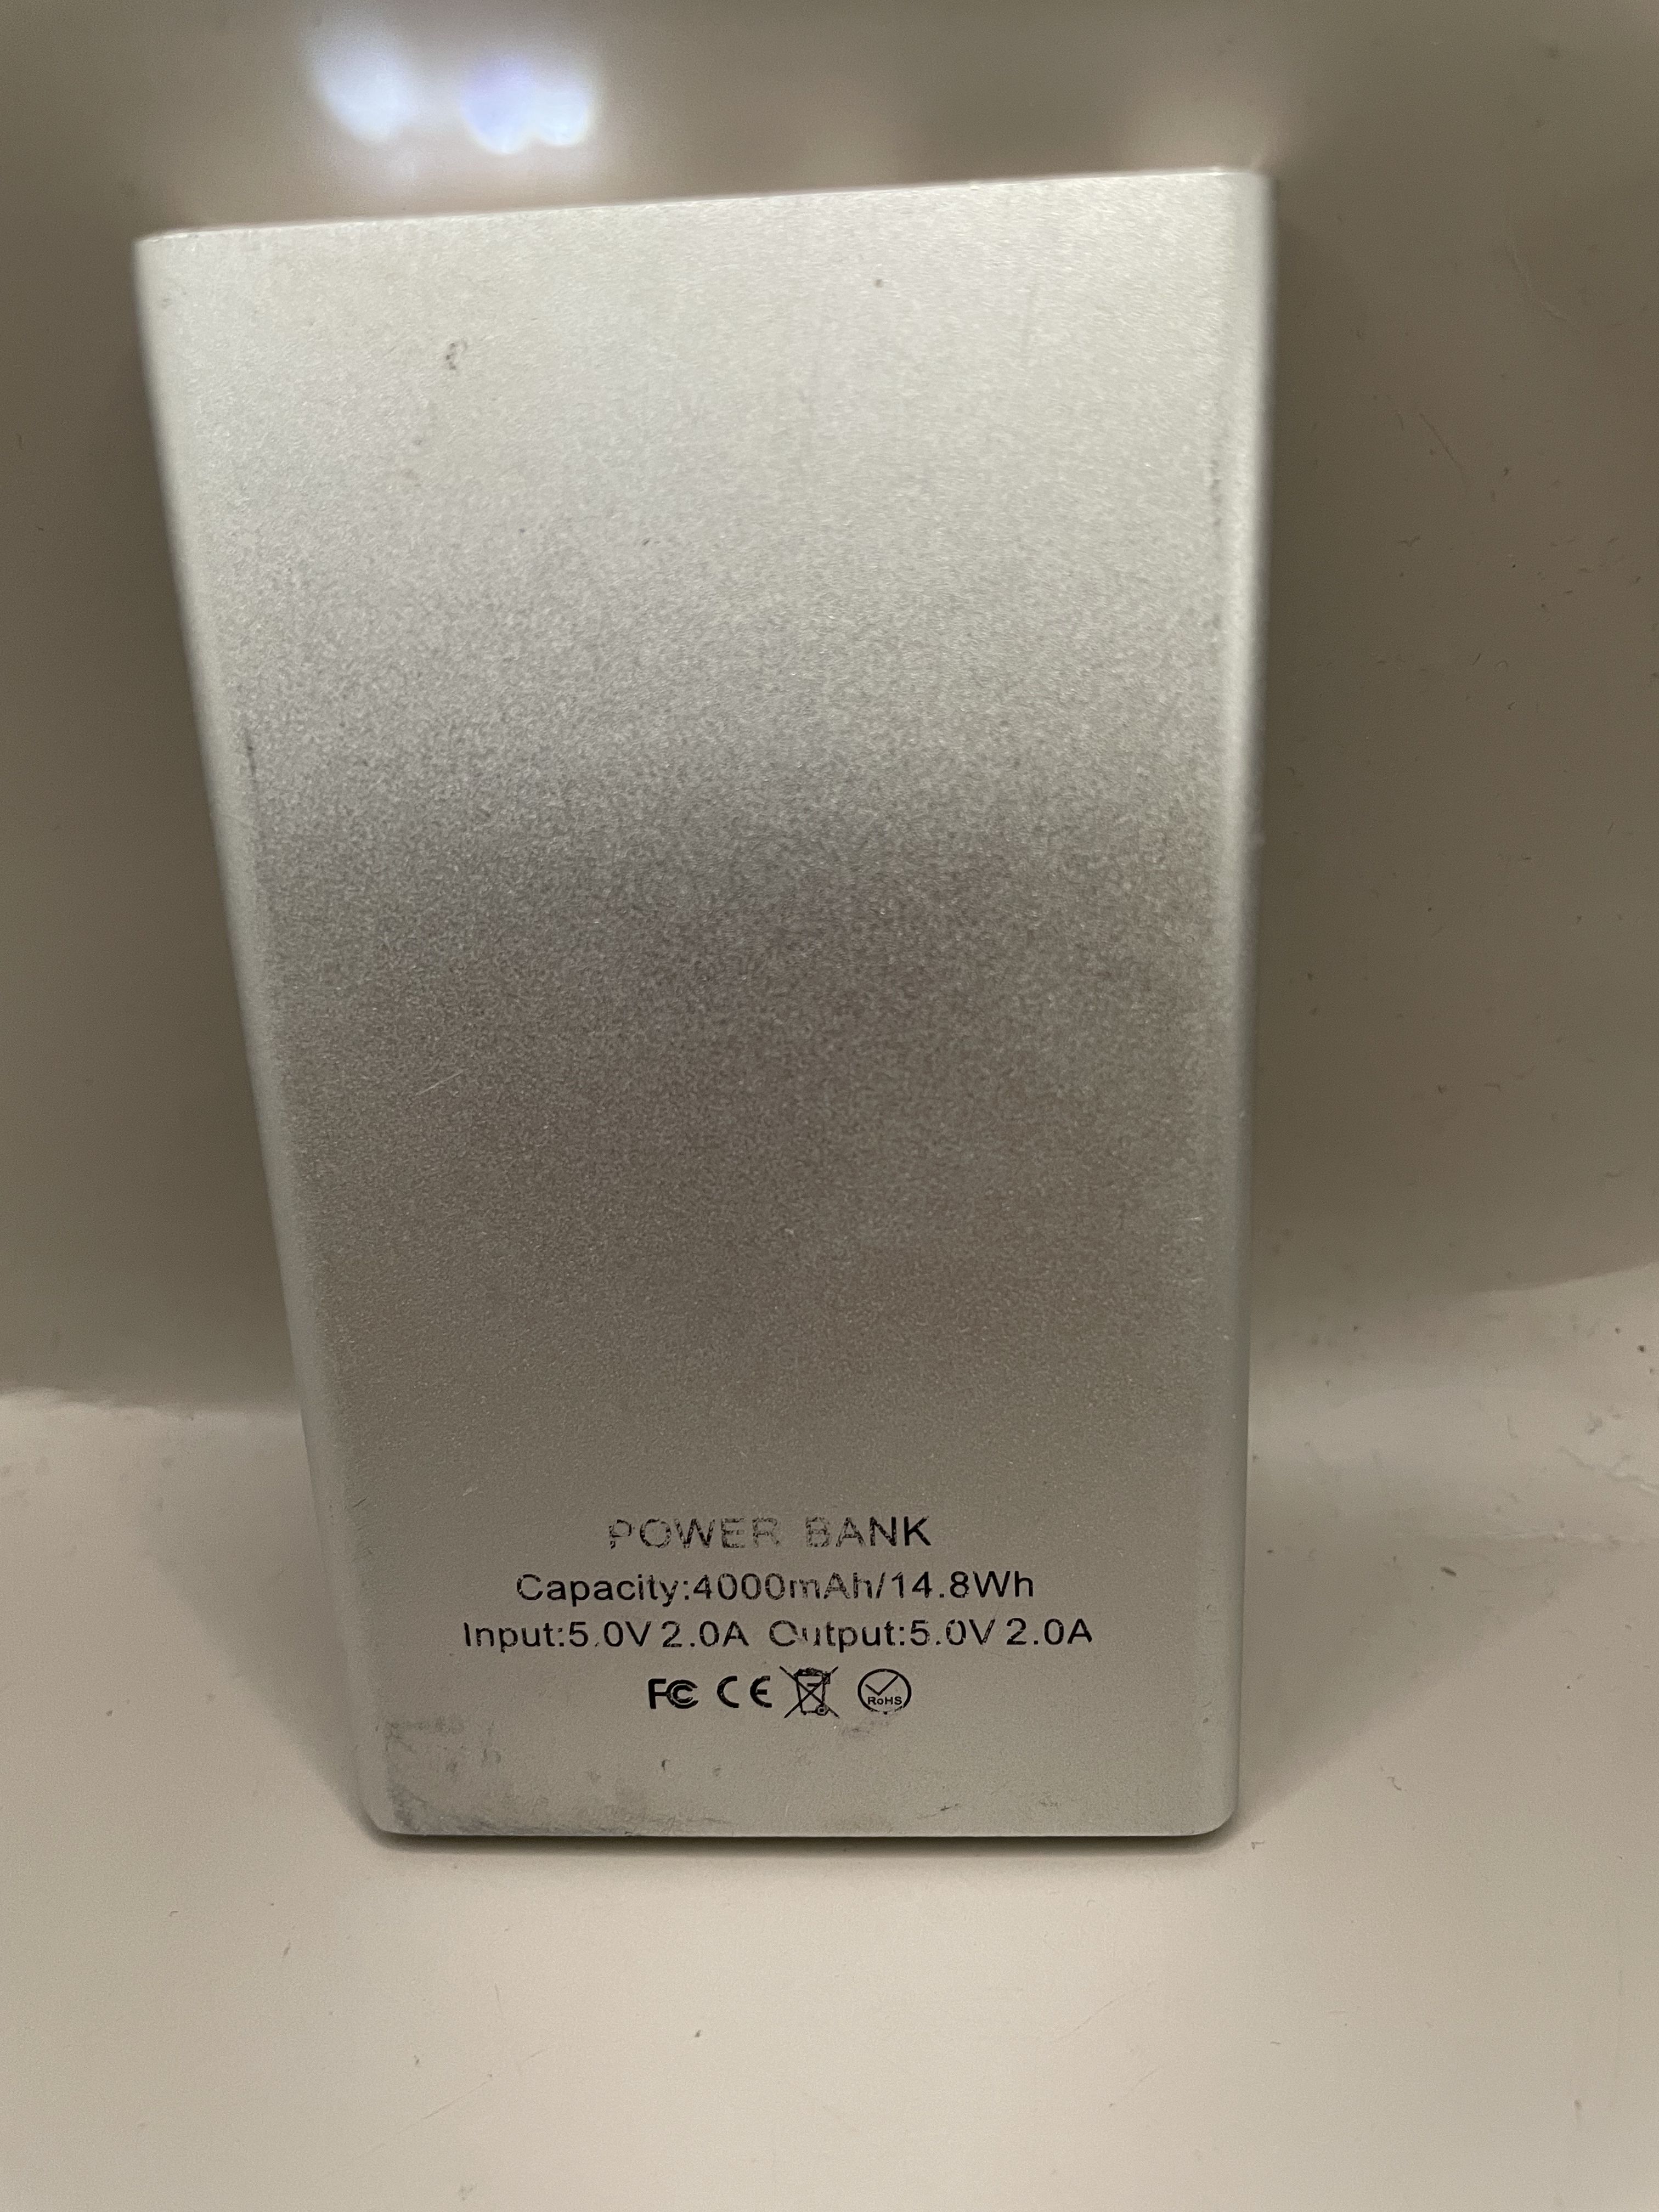 POWER BANK
Capacity:4000mAh/14.8Wh
Input:5.0V 2.0A Output:5.0V 2.0A
FC CE RoHS